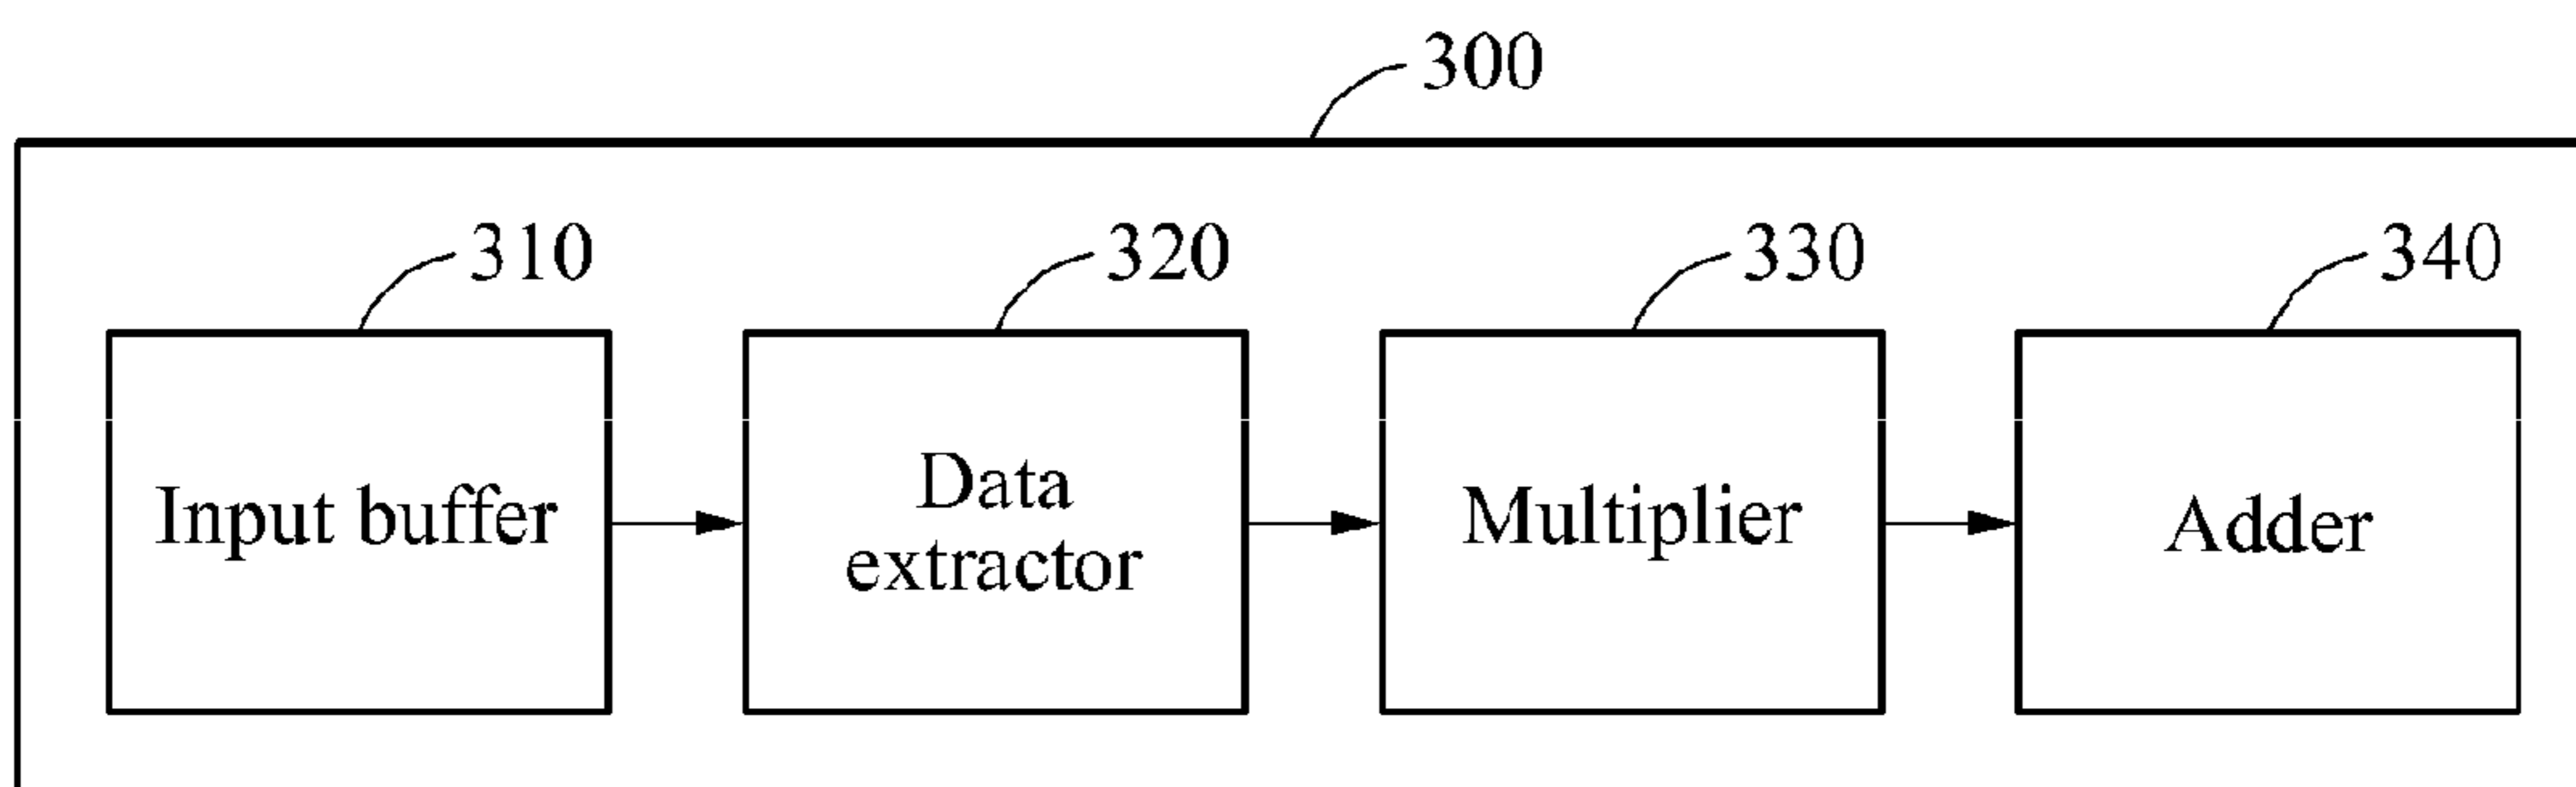 300
310
320
330
340
Input buffer
Data
extractor
Multiplier
Adder